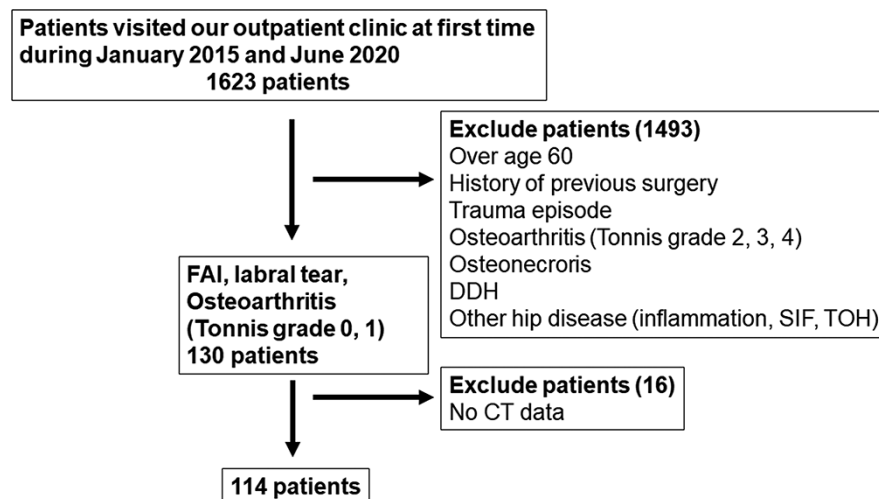 Patients visited our outpatient clinic at first time
during January 2015 and June 2020
1623 patients
Exclude patients (1493)
Over age 60
History of previous surgery
Trauma episode
Osteoarthritis (Tonnis grade 2, 3, 4)
Osteonecroris
DDH
Other hip disease (inflammation, SIF, TOH)
FAI, labral tear,
Osteoarthritis
(Tonnis grade 0, 1)
130 patients
Exclude patients (16)
No CT data
114 patients